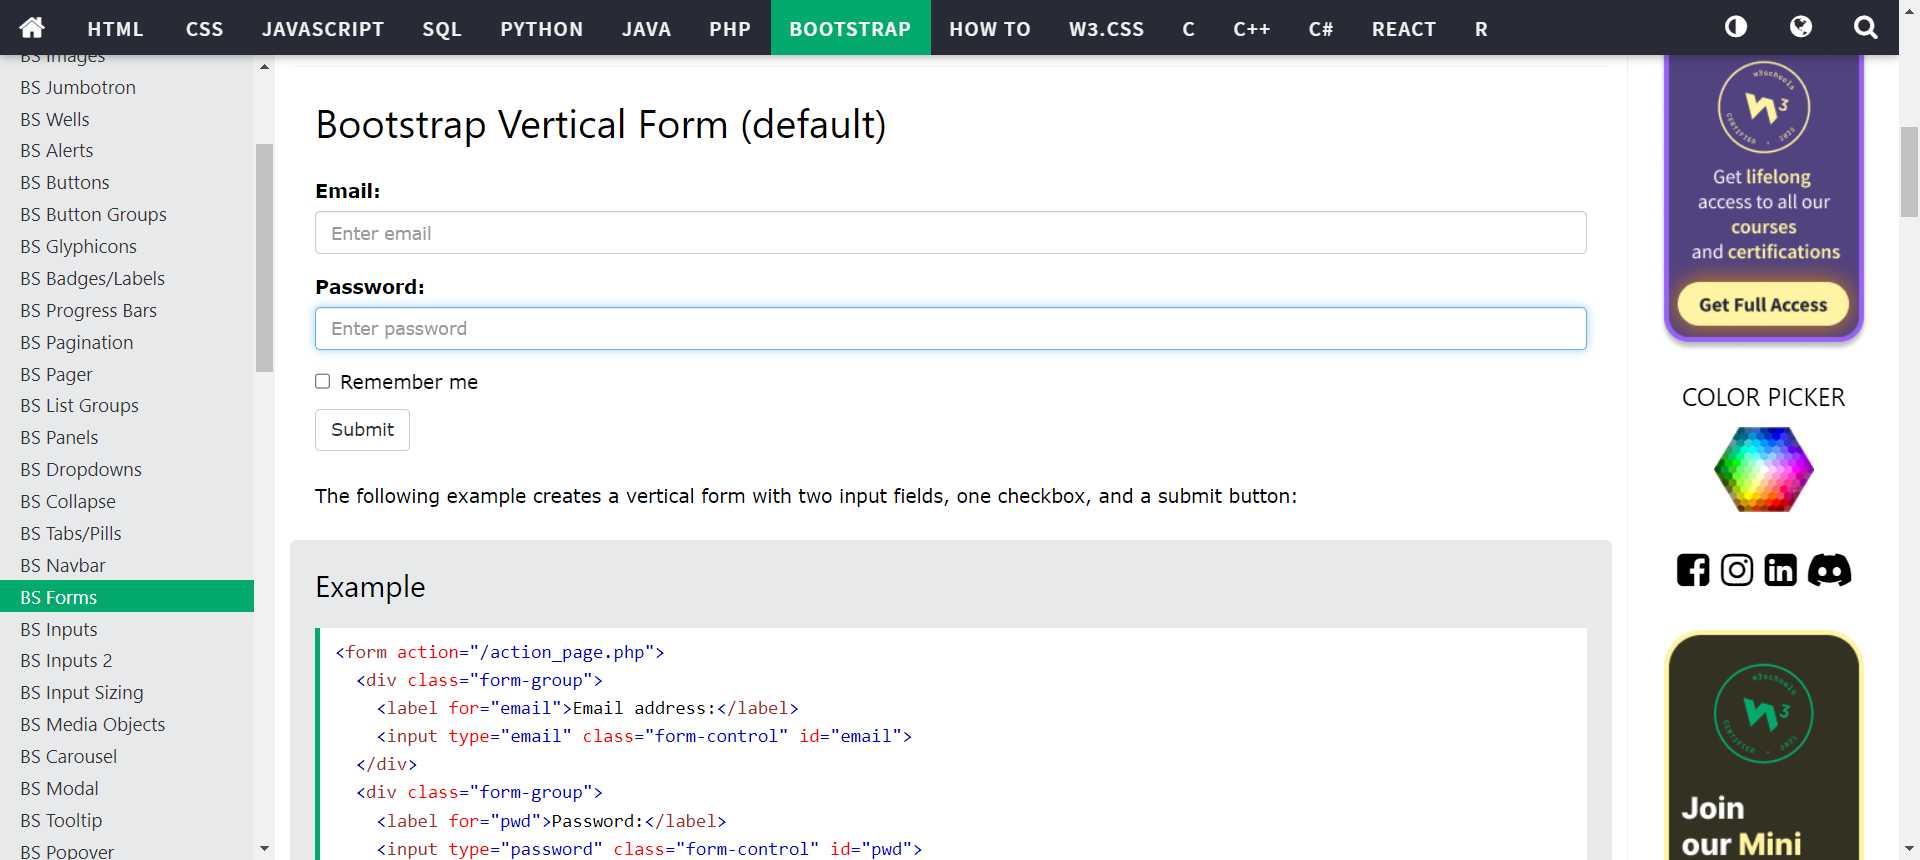 HTML CSS JAVASCRIPT SQL PYTHON JAVA PHP BOOTSTRAP HOW TO W3.CSS C C++ C# REACT R
BS Images
BS Jumbotron
BS Wells
BS Alerts
BS Buttons
BS Button Groups
BS Glyphicons
BS Badges/Labels
BS Progress Bars
BS Pagination
BS Pager
BS List Groups
BS Panels
BS Dropdowns
BS Collapse
BS Tabs/Pills
BS Navbar
BS Forms
BS Inputs
BS Inputs 2
BS Input Sizing
BS Media Objects
BS Carousel
BS Modal
BS Tooltip
BS Popover
Bootstrap Vertical Form (default)
Email:
Enter email
Password:
Enter password
Remember me
Submit
The following example creates a vertical form with two input fields, one checkbox, and a submit button:
Example
<form action="/action_page.php">
<div class="form-group">
<label for="email">Email address:</label>
<input type="email" class="form-control" id="email">
</div>
<div class="form-group">
<label for="pwd">Password:</label>
<input type="password" class="form-control" id="pwd">
w3schools
3
CERTIFIED
Get lifelong
access to all our
courses
and certifications
Get Full Access
COLOR PICKER
in
w3schools
3
CERTIFIED
Join
our Mini